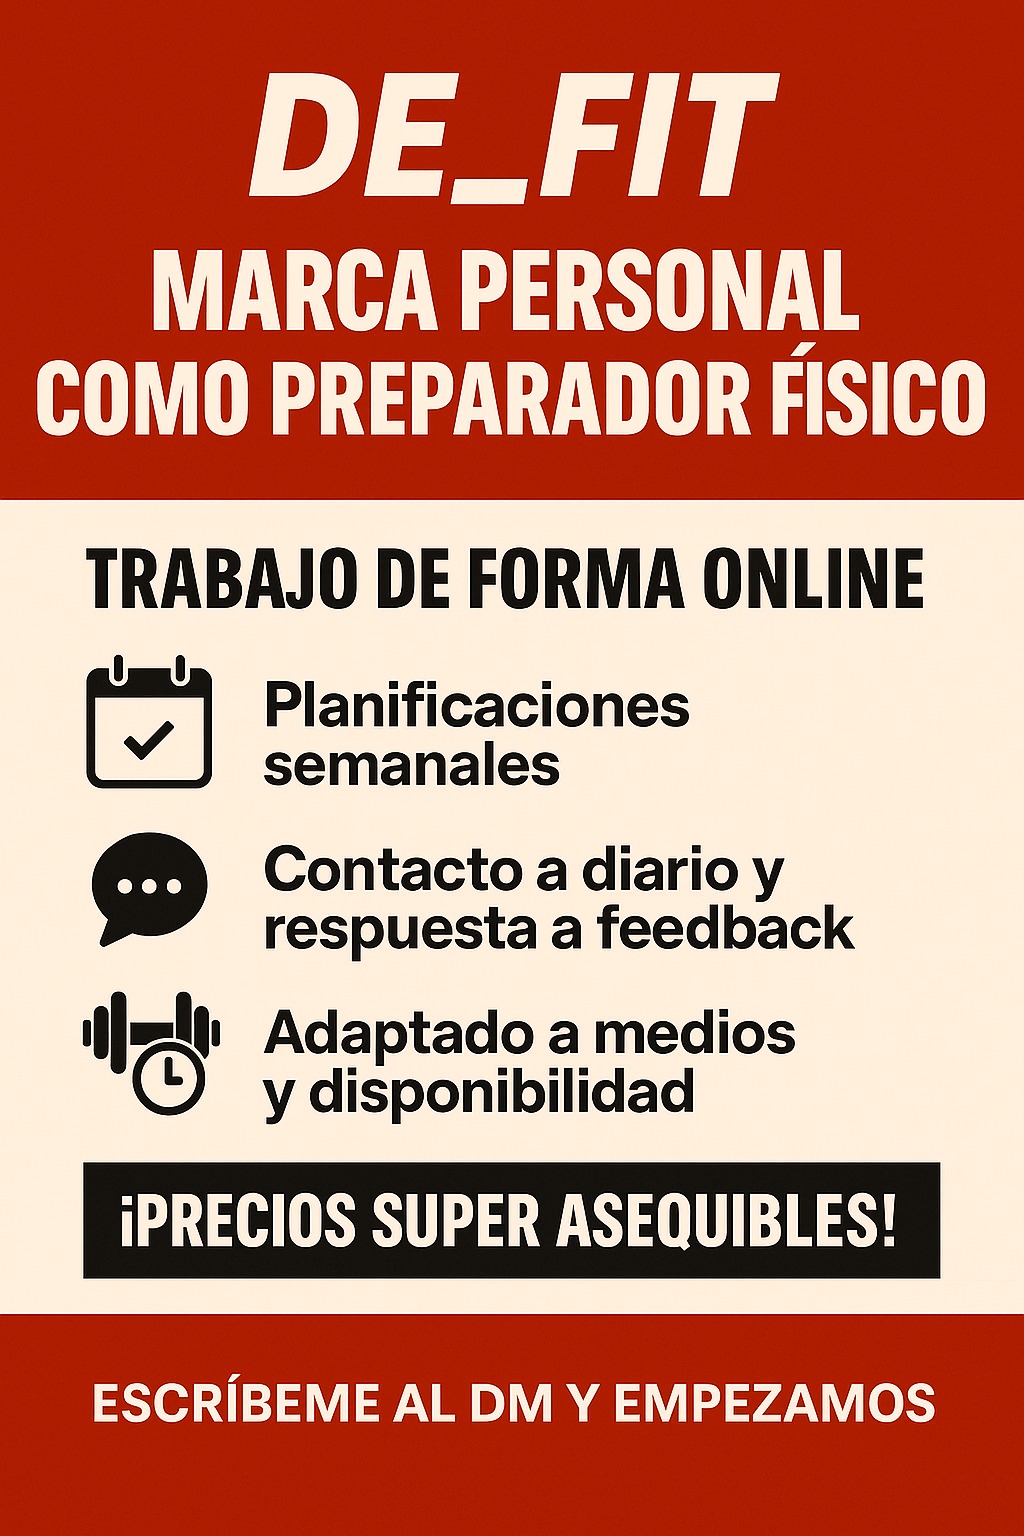 DE_FIT
MARCA PERSONAL
COMO PREPARADOR FÍSICO
TRABAJO DE FORMA ONLINE
Planificaciones
semanales
Contacto a diario y
respuesta a feedback
Adaptado a medios
y disponibilidad
¡PRECIOS SUPER ASEQUIBLES!
ESCRÍBEME AL DM Y EMPEZAMOS